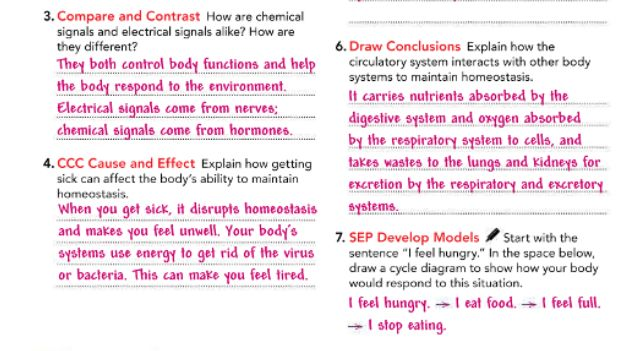 3. Compare and Contrast How are chemical
signals and electrical signals alike? How are
they different?
They both control body functions and help
the body respond to the environment.
Electrical signals come from nerves;
chemical signals come from hormones.
4. CCC Cause and Effect Explain how getting
sick can affect the body's ability to maintain
homeostasis.
When you get sick, it disrupts homeostasis
and makes you feel unwell. Your body's
systems use energy to get rid of the virus
or bacteria. This can make you feel tired.
6. Draw Conclusions Explain how the
circulatory system interacts with other body
systems to maintain homeostasis.
It carries nutrients absorbed by the
digestive system and oxygen absorbed
by the respiratory system to cells, and
takes wastes to the lungs and kidneys for
excretion by the respiratory and excretory
systems.
7. SEP Develop Models Start with the
sentence "I feel hungry." In the space below,
draw a cycle diagram to show how your body
would respond to this situation.
I feel hungry. → I eat food. → I feel full.
→ I stop eating.